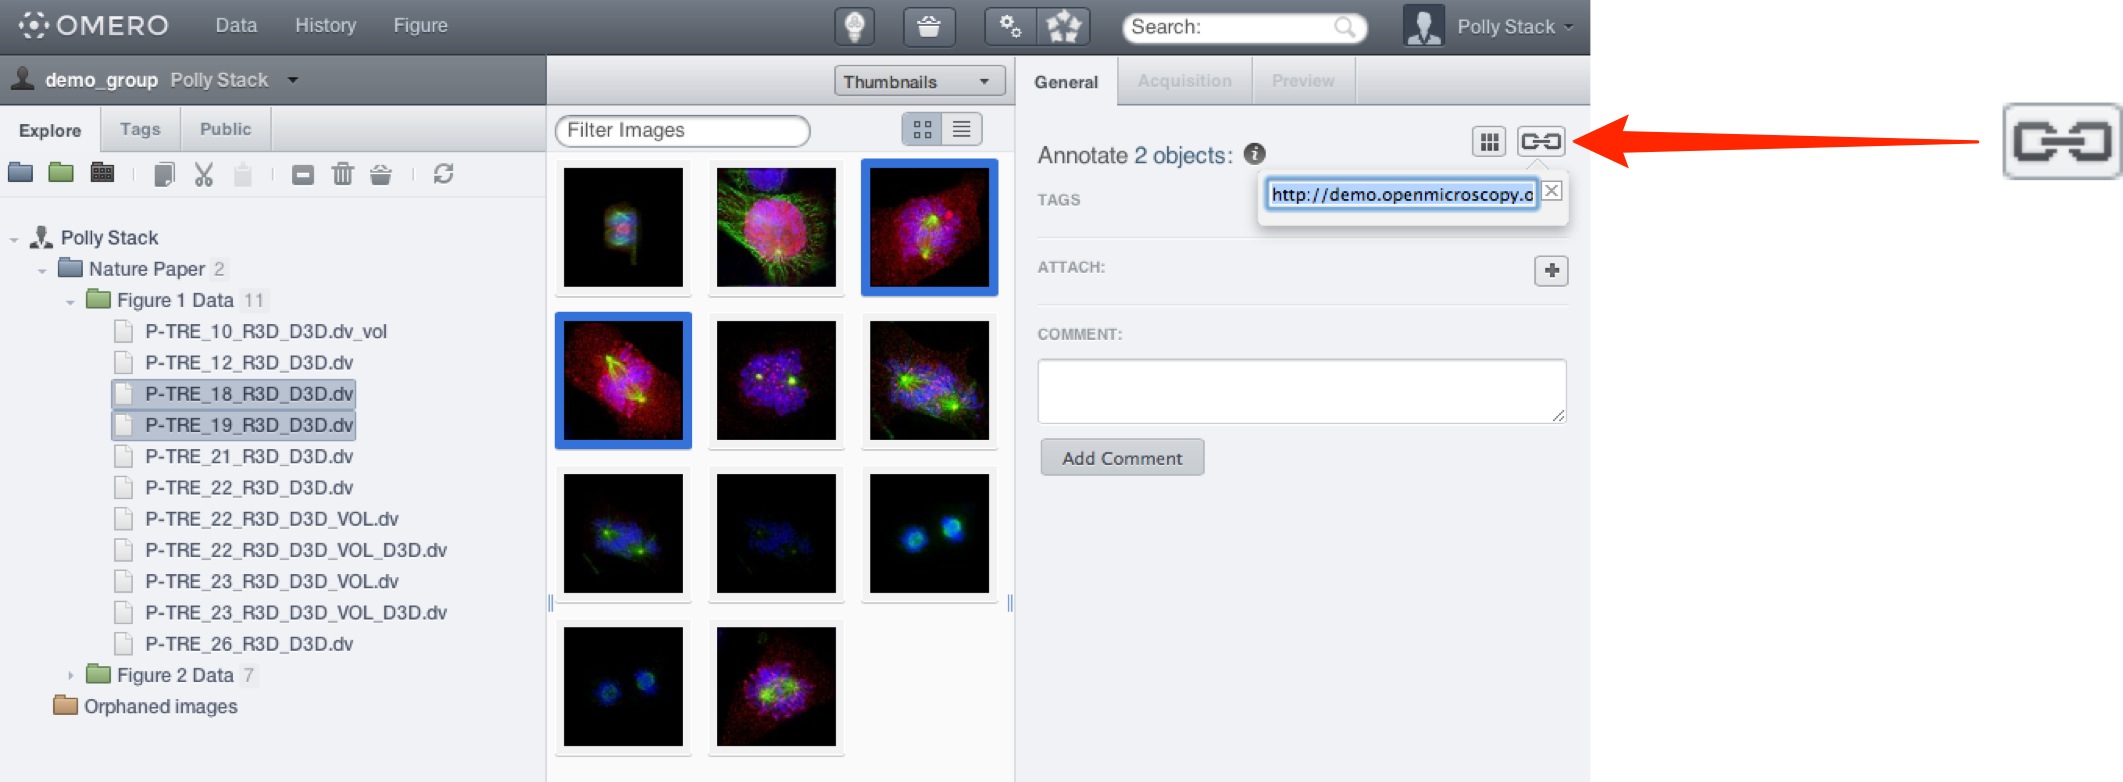 OMERO Data History Figure Search: Polly Stack
demo_group Polly Stack
Thumbnails
General Acquisition Preview
Explore Tags Public
Filter Images
Polly Stack
Nature Paper 2
Figure 1 Data 11
P-TRE_10_R3D_D3D.dv_vol
P-TRE_12_R3D_D3D.dv
P-TRE_18_R3D_D3D.dv
P-TRE_19_R3D_D3D.dv
P-TRE_21_R3D_D3D.dv
P-TRE_22_R3D_D3D.dv
P-TRE_22_R3D_D3D_VOL.dv
P-TRE_22_R3D_D3D_VOL_D3D.dv
P-TRE_23_R3D_D3D_VOL.dv
P-TRE_23_R3D_D3D_VOL_D3D.dv
P-TRE_26_R3D_D3D.dv
Figure 2 Data 7
Orphaned images
Annotate 2 objects:
http://demo.openmicroscopy.o
TAGS
ATTACH:
COMMENT:
Add Comment